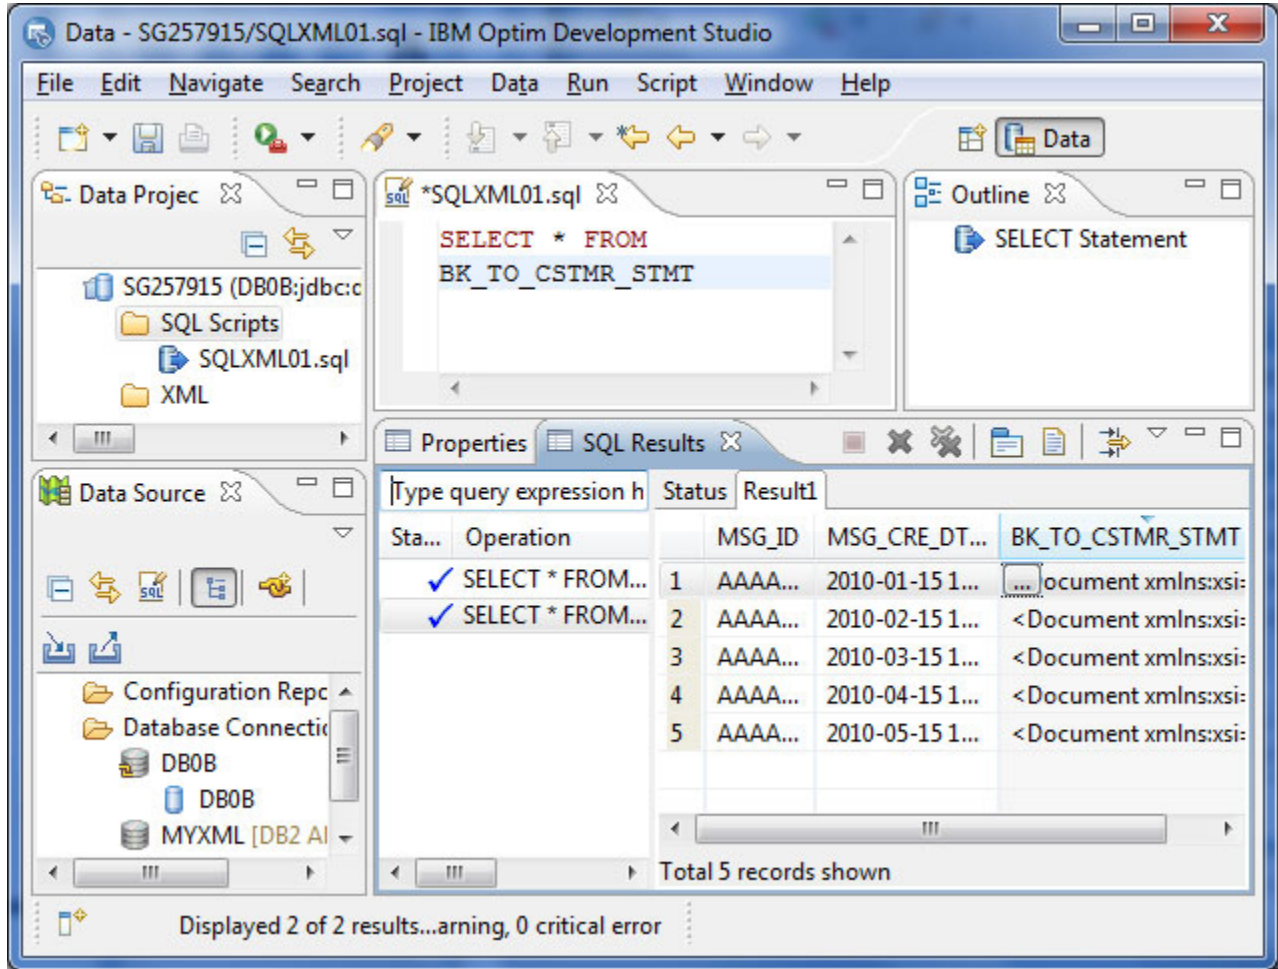 Data - SG257915/SQLXML01.sql - IBM Optim Development Studio
File Edit Navigate Search Project Data Run Script Window Help
Data
Data Projec
SG257915 (DB0B:jdbc:d
SQL Scripts
SQLXML01.sql
XML
*SQLXML01.sql
SELECT * FROM
BK_TO_CSTMR_STMT
Outline
SELECT Statement
Data Source
Configuration Repo
Database Connectio
DB0B
DB0B
MYXML [DB2 Al
Properties SQL Results
Type query expression h
Sta... Operation
SELECT * FROM...
SELECT * FROM...
Status Result1
MSG_ID MSG_CRE_DT... BK_TO_CSTMR_STMT
1 AAAA... 2010-01-15 1... ... ocument xmlns:xsi=
2 AAAA... 2010-02-15 1... <Document xmlns:xsi=
3 AAAA... 2010-03-15 1... <Document xmlns:xsi=
4 AAAA... 2010-04-15 1... <Document xmlns:xsi=
5 AAAA... 2010-05-15 1... <Document xmlns:xsi=
Total 5 records shown
Displayed 2 of 2 results...arning, 0 critical error